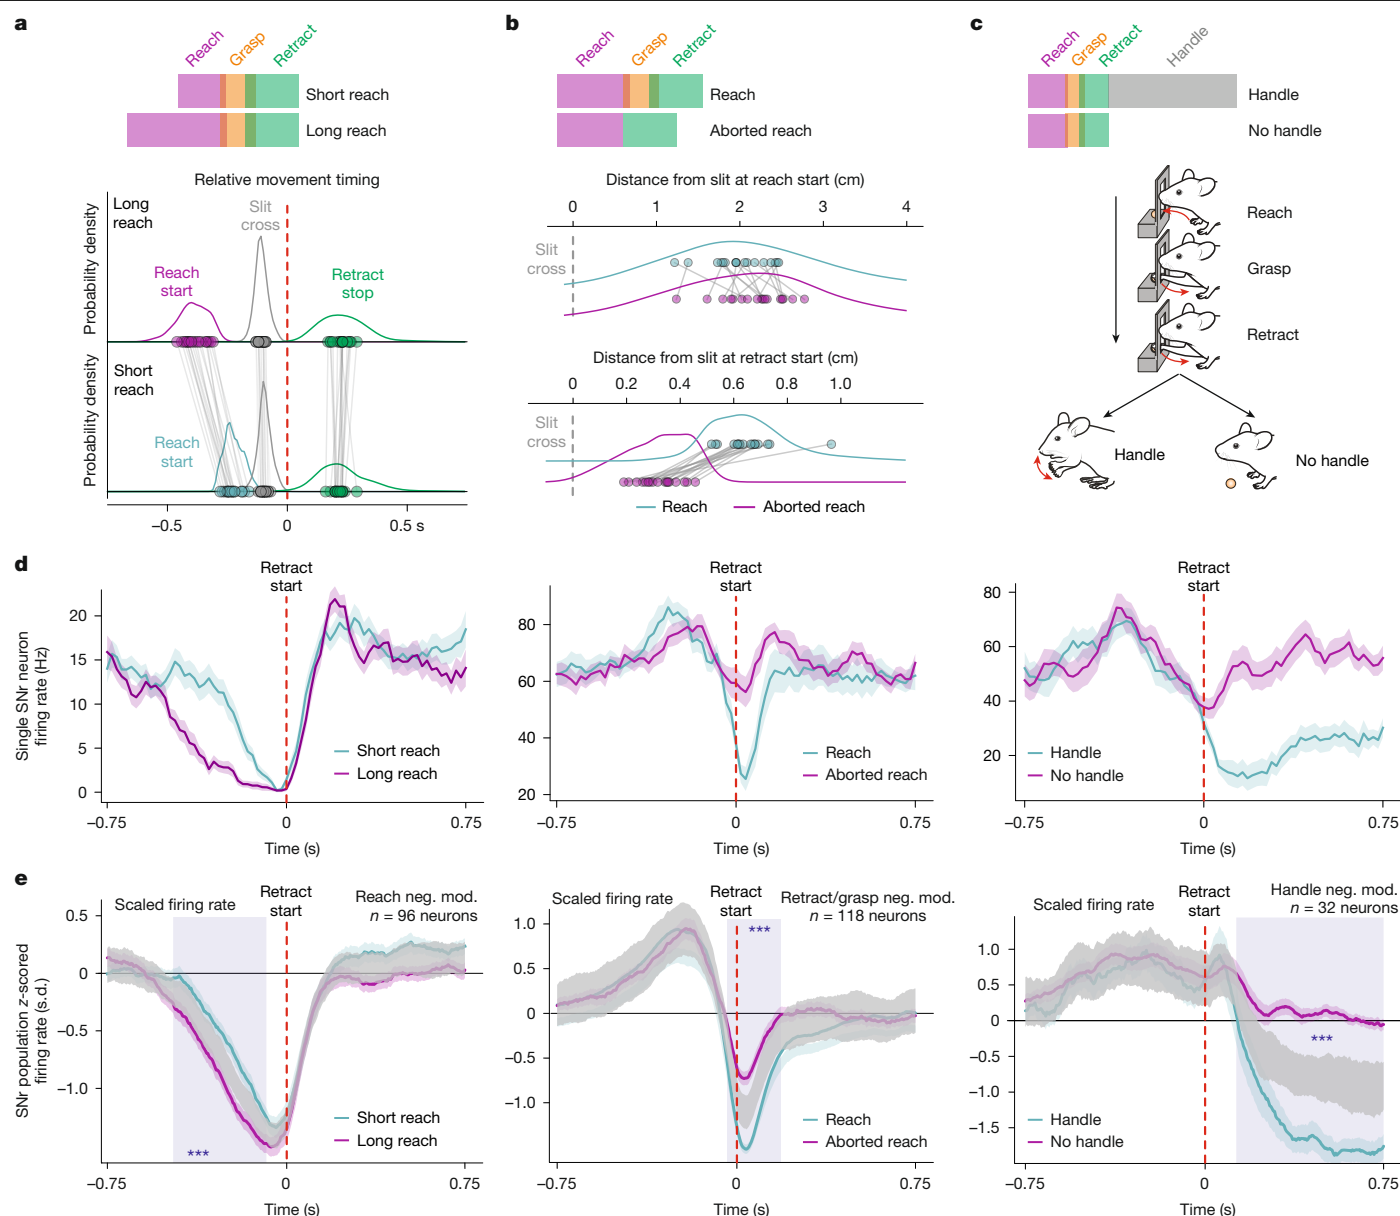 a
Reach
Grasp
Retract
Short reach
Long reach
Relative movement timing
Probability density
Long
reach
Slit
cross
Reach
start
Retract
stop
Probability density
Short
reach
Reach
start
−0.5
0
0.5 s
b
Reach
Grasp
Retract
Reach
Aborted reach
Distance from slit at reach start (cm)
0
1
2
3
4
Slit
cross
Distance from slit at retract start (cm)
0
0.2
0.4
0.6
0.8
1.0
Slit
cross
Reach
Aborted reach
c
Reach
Grasp
Retract
Handle
Handle
No handle
Reach
Grasp
Retract
Handle
No handle
d
Single SNr neuron
firing rate (Hz)
Retract
start
20
15
10
5
0
Short reach
Long reach
−0.75
0
0.75
Time (s)
Retract
start
80
60
40
20
Reach
Aborted reach
−0.75
0
0.75
Time (s)
Retract
start
80
60
40
20
Handle
No handle
−0.75
0
0.75
Time (s)
e
SNr population z-scored
firing rate (s.d.)
Scaled firing rate
Retract
start
Reach neg. mod.
n = 96 neurons
0.5
0
−0.5
−1.0
Short reach
Long reach
***
−0.75
0
0.75
Time (s)
Scaled firing rate
Retract
start
Retract/grasp neg. mod.
n = 118 neurons
***
1.0
0.5
0
−0.5
−1.0
Reach
Aborted reach
−0.75
0
0.75
Time (s)
Scaled firing rate
Retract
start
Handle neg. mod.
n = 32 neurons
1.0
0.5
0
−0.5
−1.0
−1.5
***
Handle
No handle
−0.75
0
0.75
Time (s)